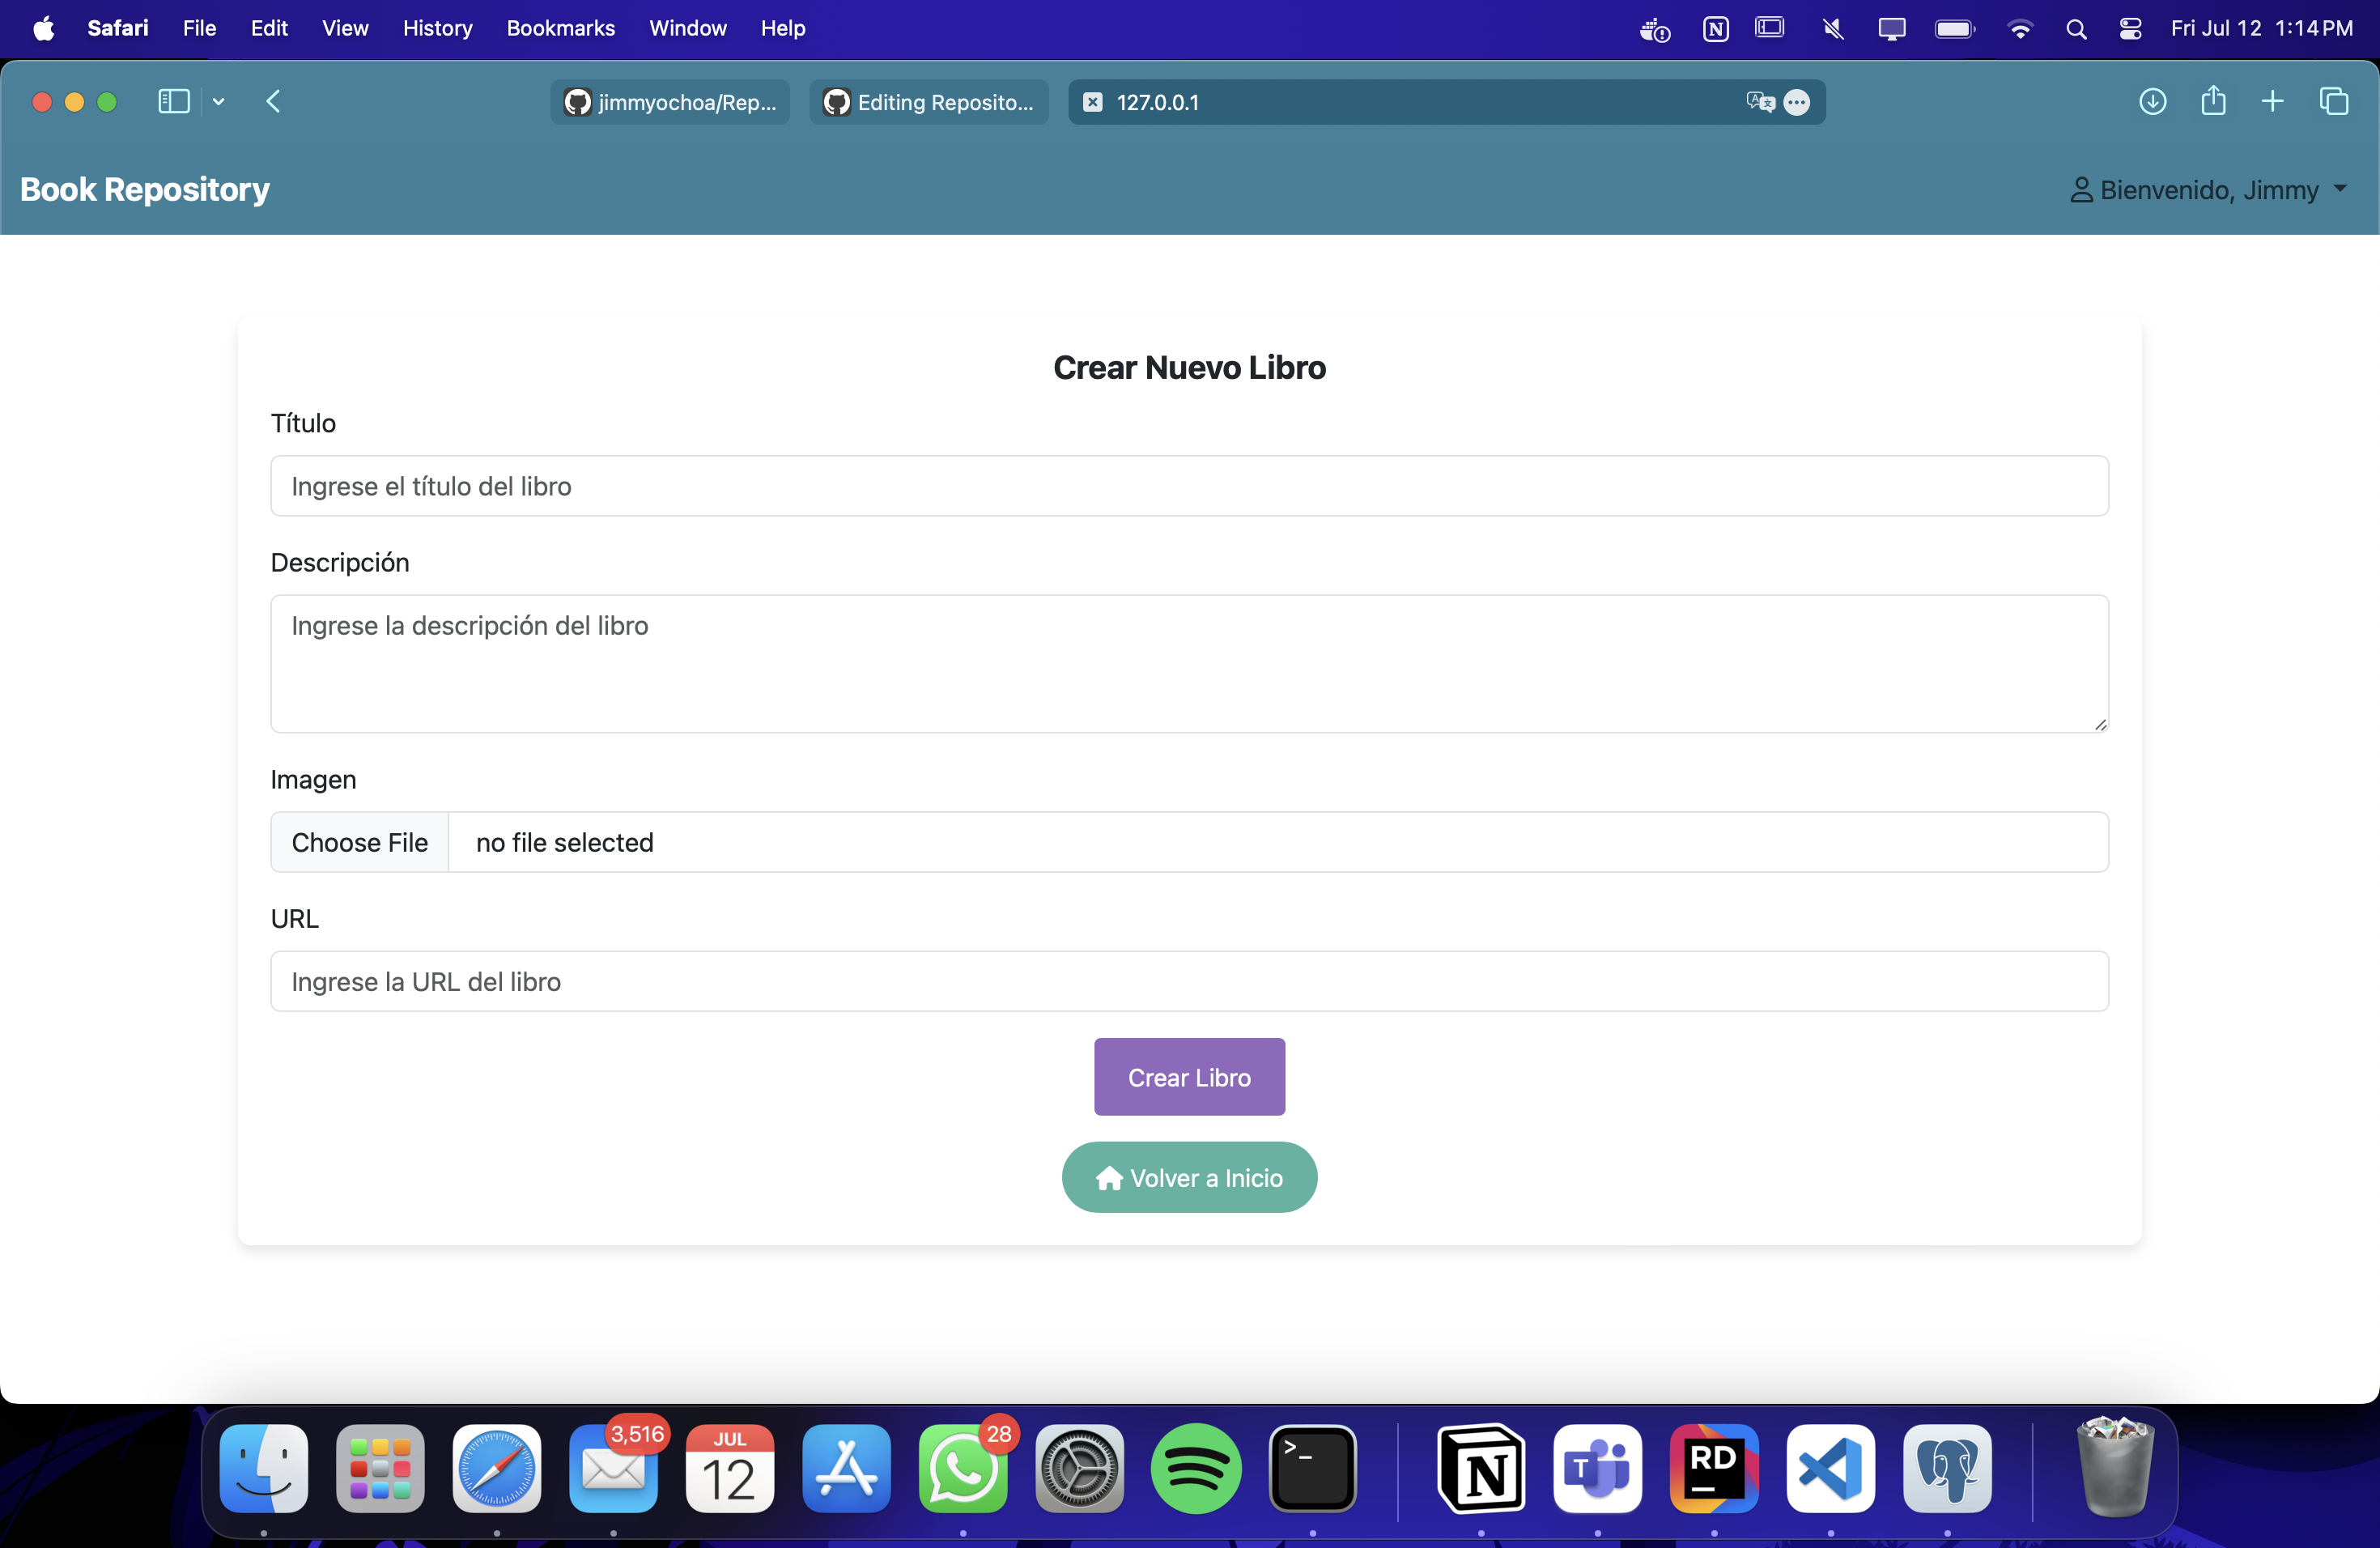 Safari File Edit View History Bookmarks Window Help Fri Jul 12 1:14 PM
jimmyochoa/Rep... Editing Reposito... 127.0.0.1
Book Repository Bienvenido, Jimmy
Crear Nuevo Libro
Título
Ingrese el título del libro
Descripción
Ingrese la descripción del libro
Imagen
Choose File no file selected
URL
Ingrese la URL del libro
Crear Libro
Volver a Inicio
3,516 JUL 28
12 >_ N T RD